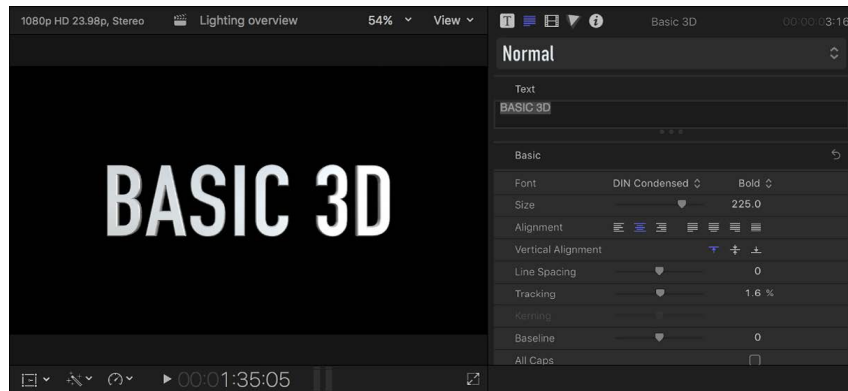 1080p HD 23.98p, Stereo Lighting overview 54% View
Basic 3D 00:00:03:16
Normal
Text
BASIC 3D
BASIC 3D
Basic
Font DIN Condensed Bold
Size 225.0
Alignment
Vertical Alignment
Line Spacing 0
Tracking 1.6 %
Kerning
Baseline 0
All Caps
00:01:35:05